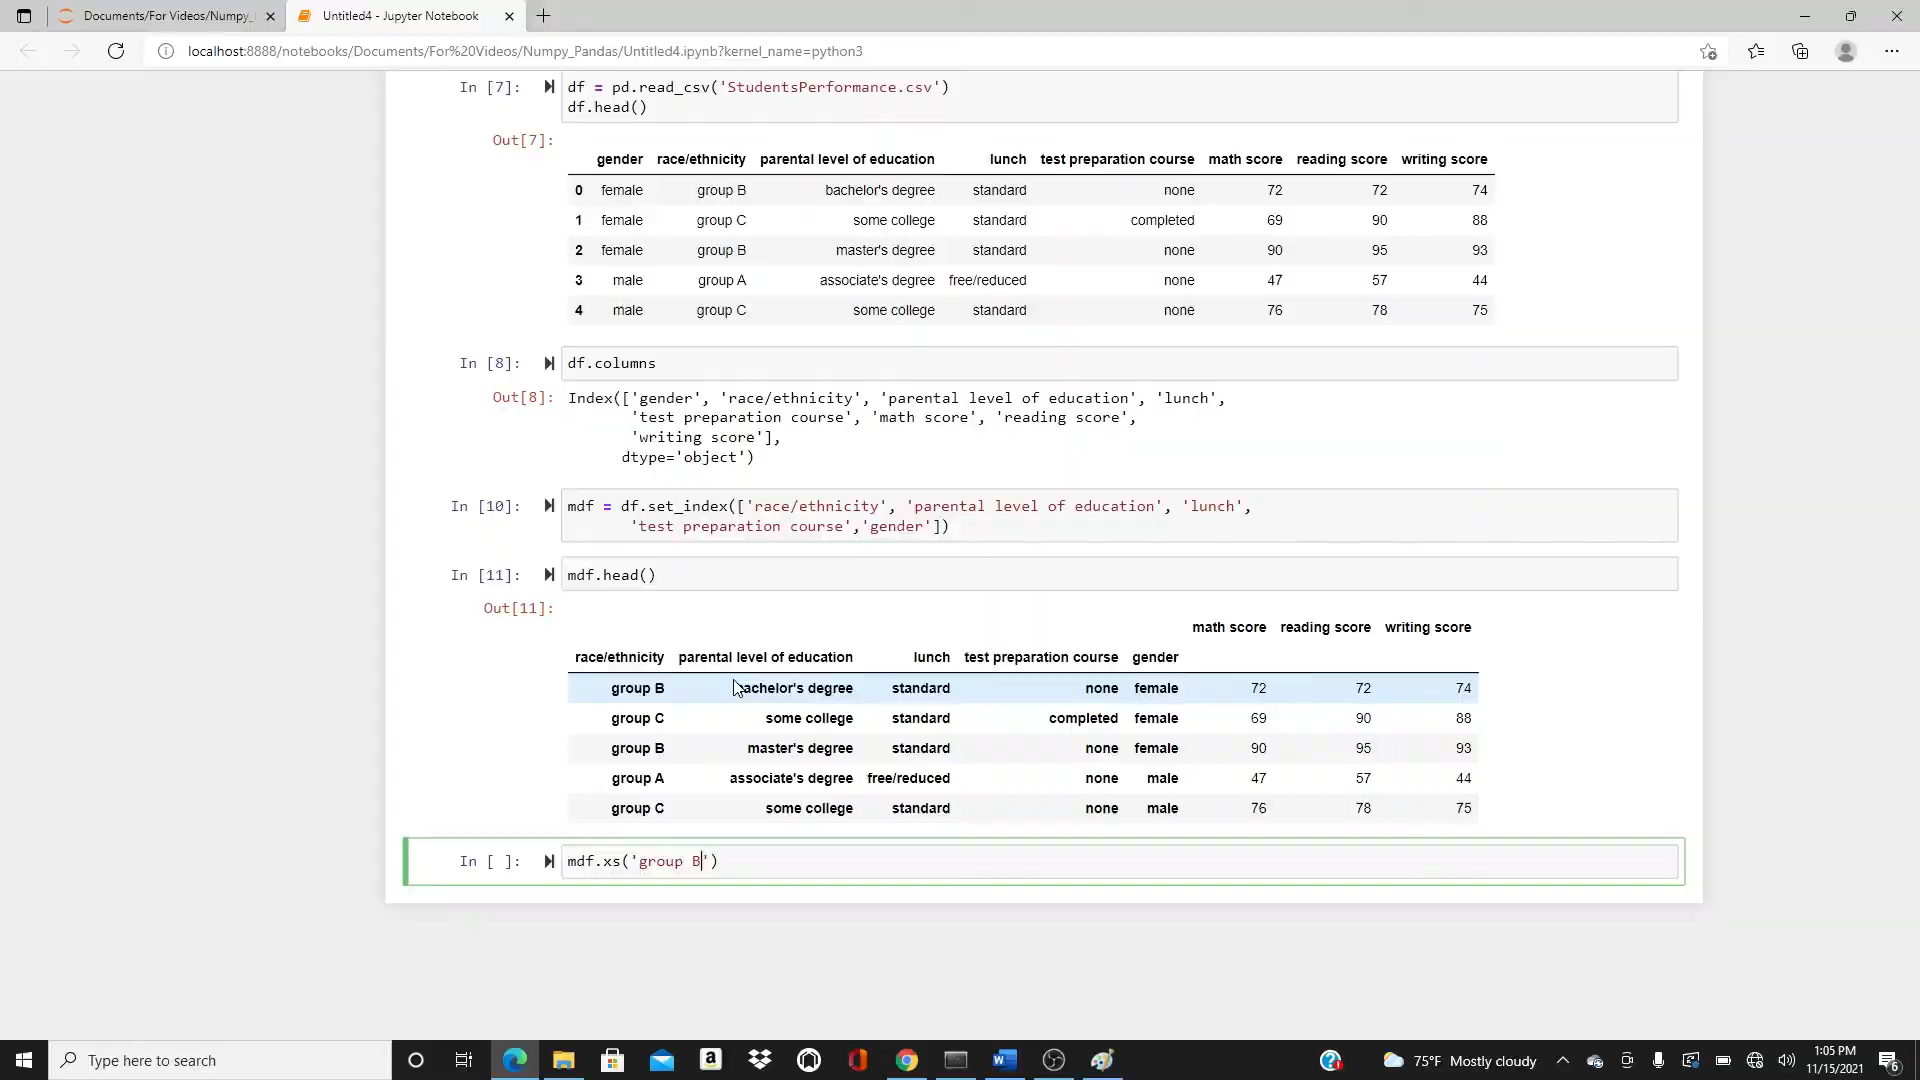 Documents/For Videos/Numpy_
Untitled4 - Jupyter Notebook
localhost:8888/notebooks/Documents/For%20Videos/Numpy_Pandas/Untitled4.ipynb?kernel_name=python3
In [7]: df = pd.read_csv('StudentsPerformance.csv')
df.head()
Out[7]:
gender race/ethnicity parental level of education lunch test preparation course math score reading score writing score
0 female group B bachelor's degree standard none 72 72 74
1 female group C some college standard completed 69 90 88
2 female group B master's degree standard none 90 95 93
3 male group A associate's degree free/reduced none 47 57 44
4 male group C some college standard none 76 78 75
In [8]: df.columns
Out[8]: Index(['gender', 'race/ethnicity', 'parental level of education', 'lunch',
'test preparation course', 'math score', 'reading score',
'writing score'],
dtype='object')
In [10]: mdf = df.set_index(['race/ethnicity', 'parental level of education', 'lunch',
'test preparation course','gender'])
In [11]: mdf.head()
Out[11]:
math score reading score writing score
race/ethnicity parental level of education lunch test preparation course gender
group B bachelor's degree standard none female 72 72 74
group C some college standard completed female 69 90 88
group B master's degree standard none female 90 95 93
group A associate's degree free/reduced none male 47 57 44
group C some college standard none male 76 78 75
In [ ]: mdf.xs('group B')
Type here to search
75°F Mostly cloudy
1:05 PM
11/15/2021
6